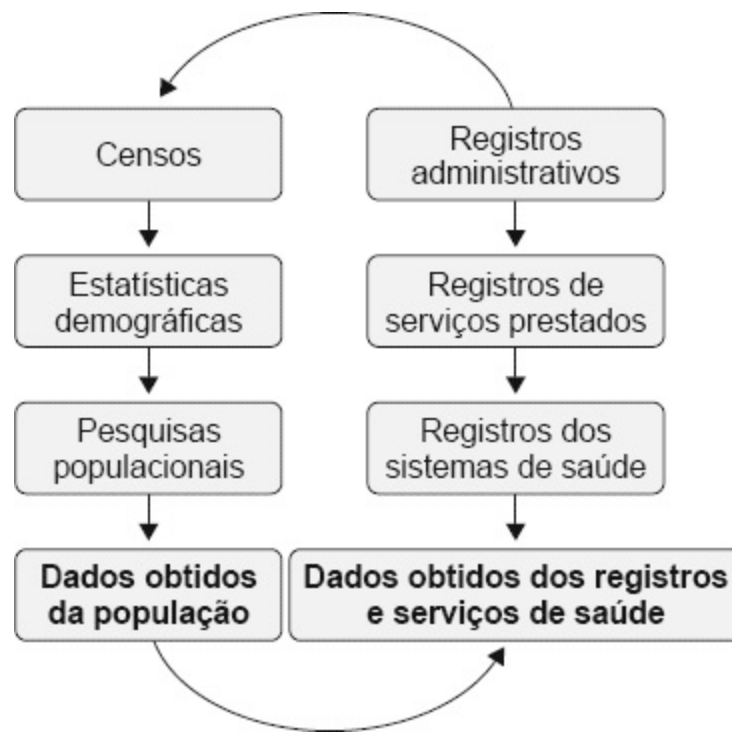 Censos
Estatísticas
demográficas
Pesquisas
populacionais
Dados obtidos
da população
Registros
administrativos
Registros de
serviços prestados
Registros dos
sistemas de saúde
Dados obtidos dos registros
e serviços de saúde